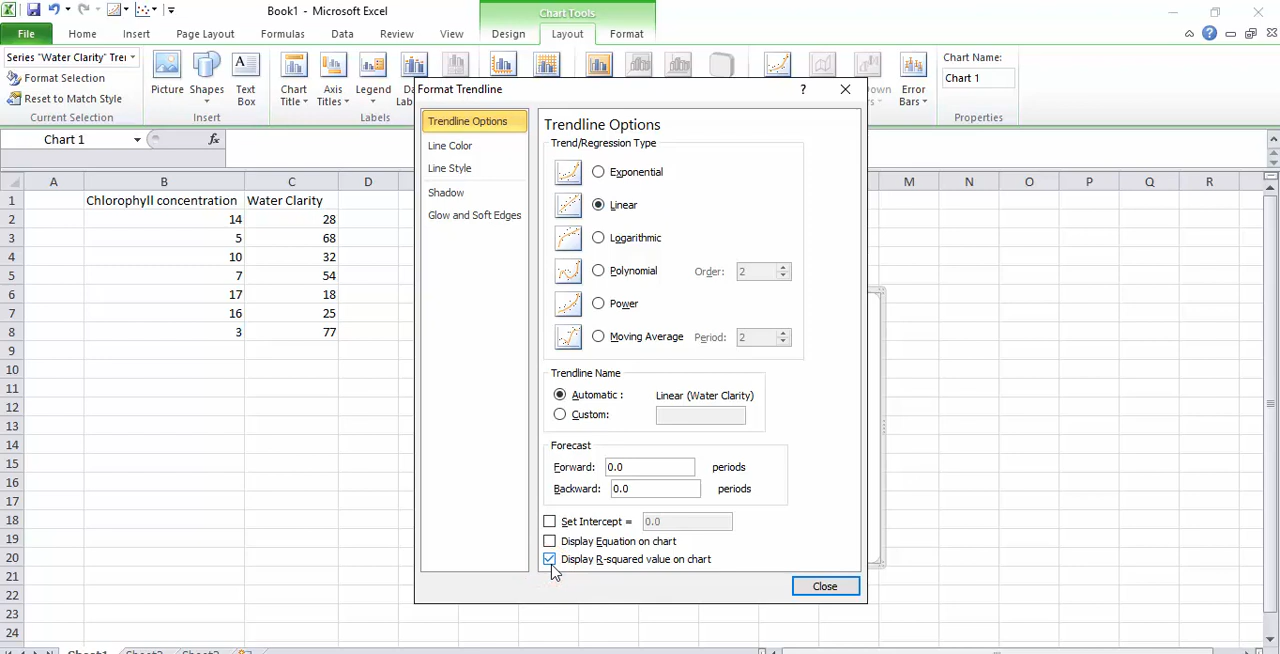 Book1 - Microsoft Excel
Chart Tools
File Home Insert Page Layout Formulas Data Review View Design Layout Format
Series "Water Clarity" Tre
Format Selection
Reset to Match Style
Current Selection
Picture Shapes Text Box
Insert
Chart Title Axis Titles Legend
Labels
Error Bars
Chart Name:
Chart 1
Properties
Chart 1
fx
Format Trendline
?
Trendline Options
Line Color
Line Style
Shadow
Glow and Soft Edges
Trendline Options
Trend/Regression Type
Exponential
Linear
Logarithmic
Polynomial Order: 2
Power
Moving Average Period: 2
Trendline Name
Automatic : Linear (Water Clarity)
Custom:
Forecast
Forward: 0.0 periods
Backward: 0.0 periods
Set Intercept = 0.0
Display Equation on chart
Display R-squared value on chart
Close
A B C D M N O P Q R
1 Chlorophyll concentration Water Clarity
2 14 28
3 5 68
4 10 32
5 7 54
6 17 18
7 16 25
8 3 77
9
10
11
12
13
14
15
16
17
18
19
20
21
22
23
24
Sheet1